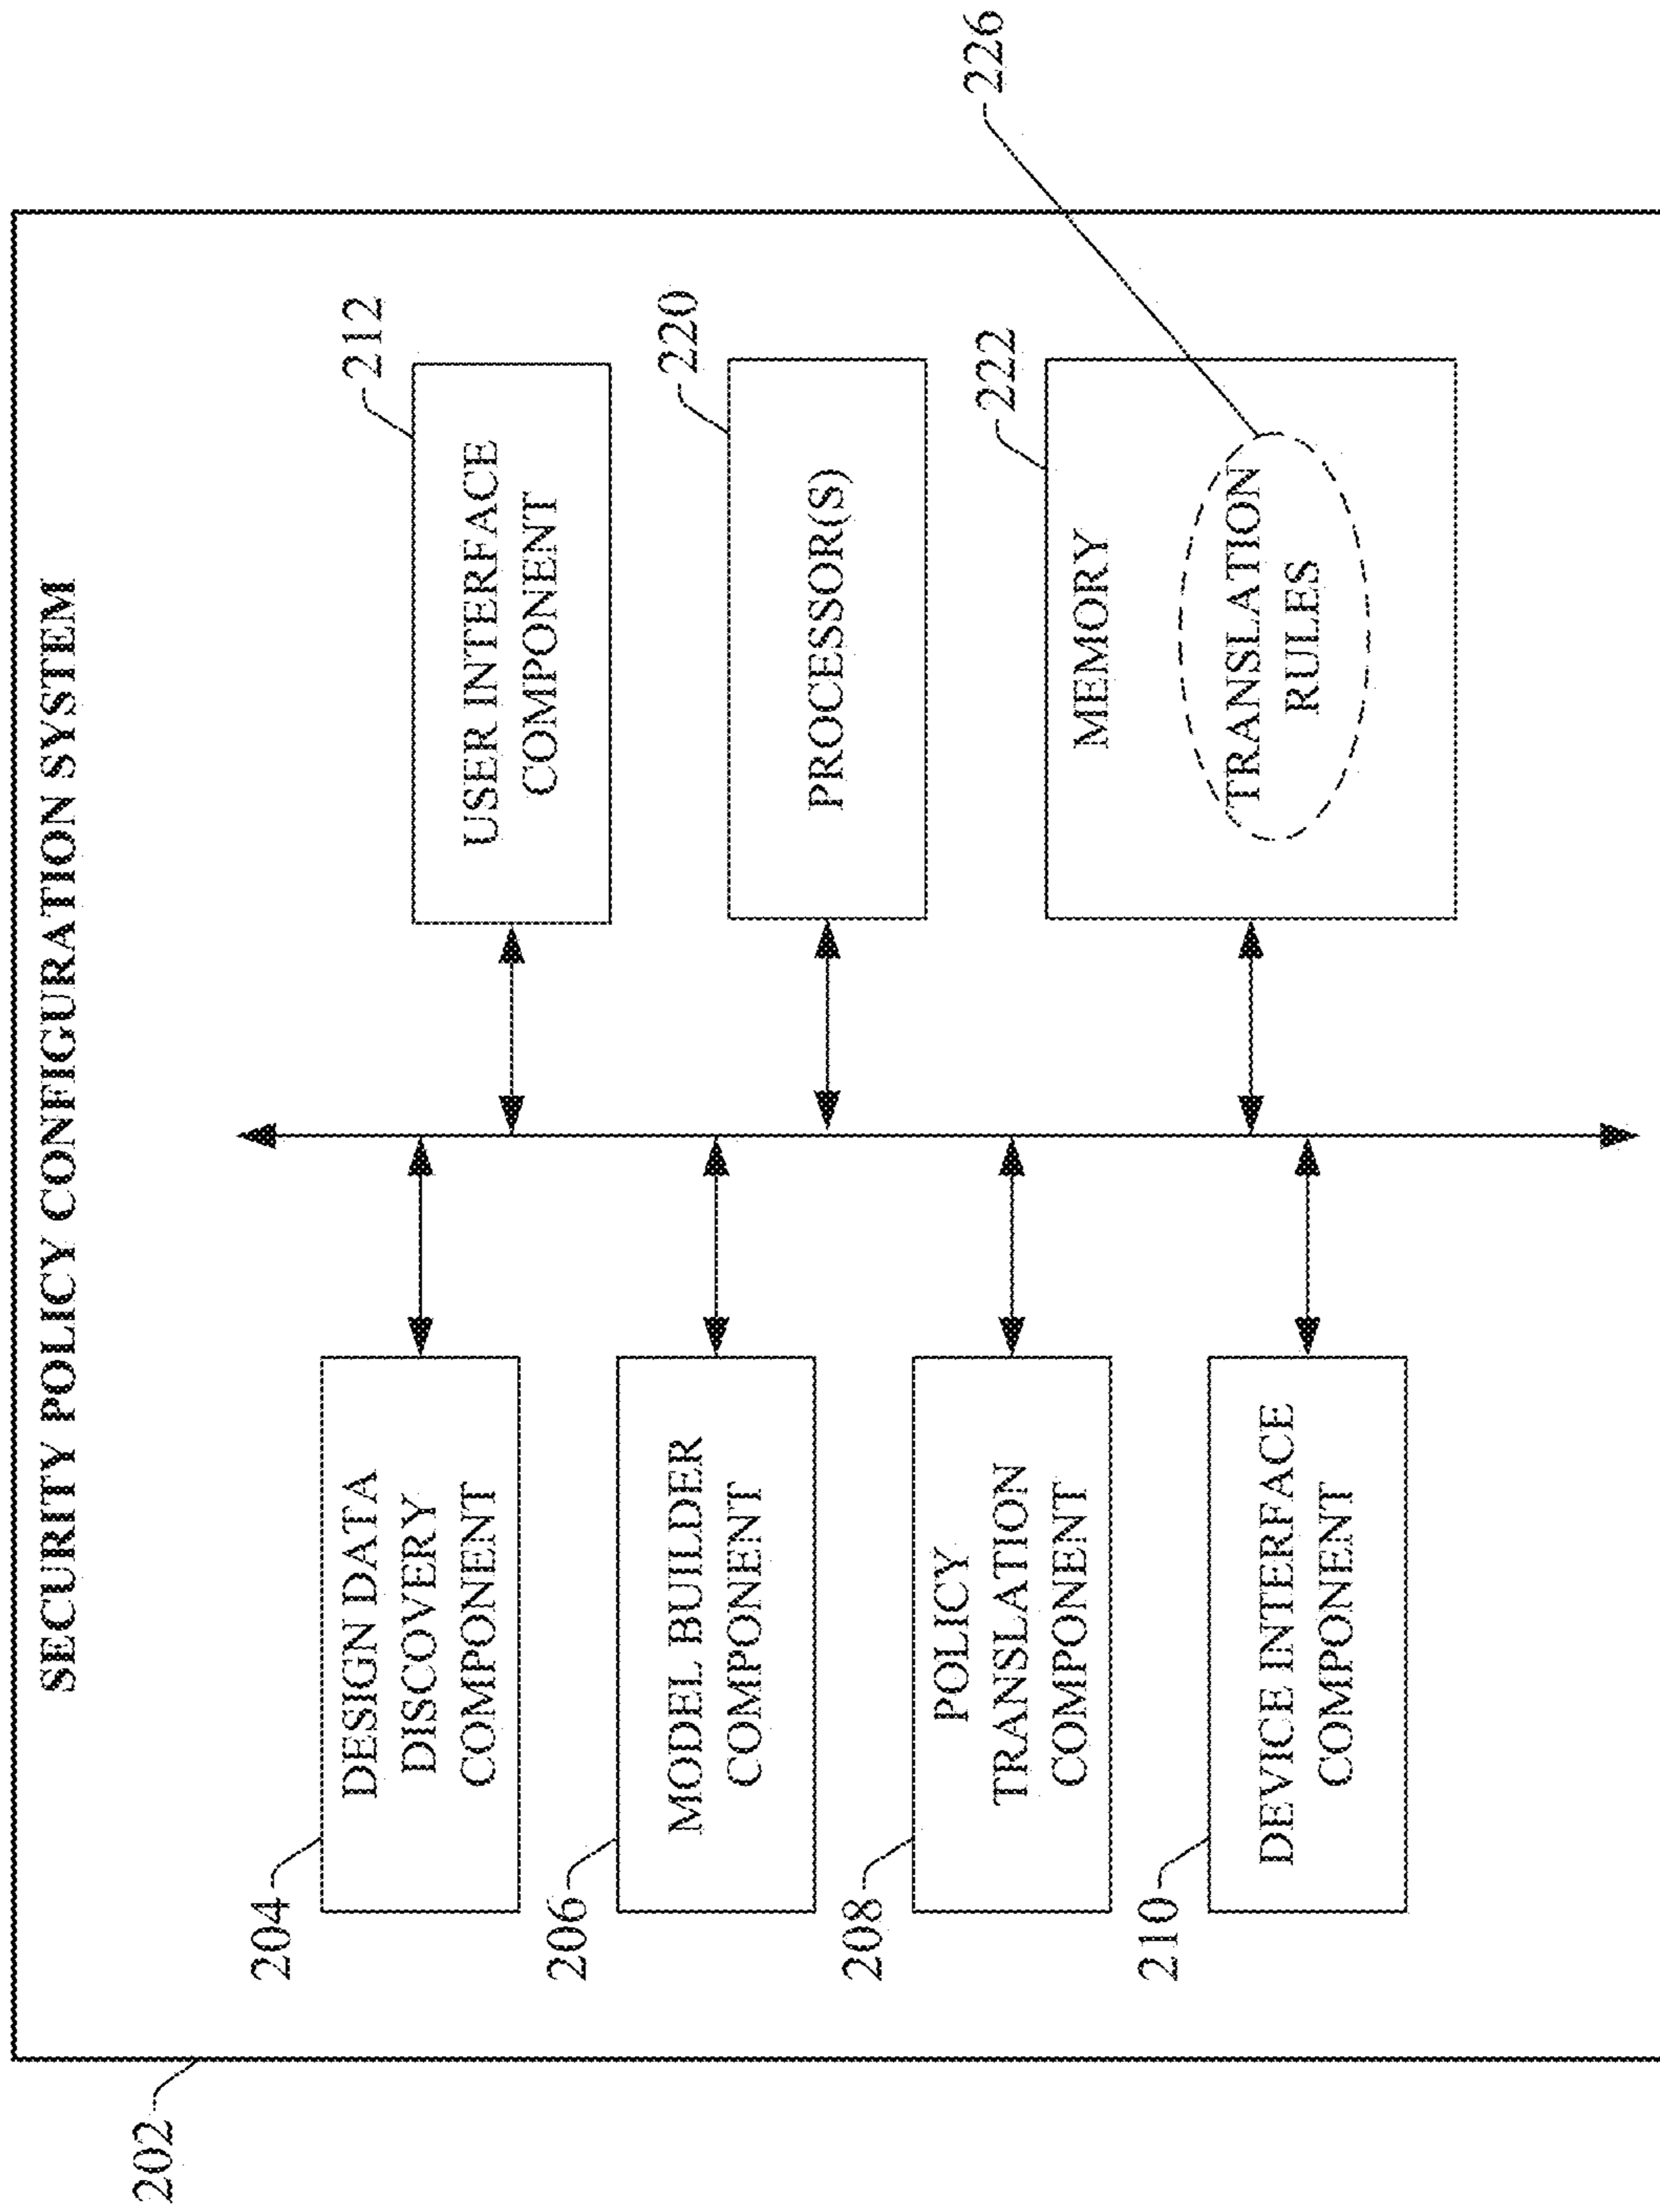 SECURITY POLICY CONFIGURATION SYSTEM
202
204
DESIGN DATA
DISCOVERY
COMPONENT
206
MODEL BUILDER
COMPONENT
208
POLICY
TRANSLATION
COMPONENT
210
DEVICE INTERFACE
COMPONENT
212
USER INTERFACE
COMPONENT
220
PROCESSOR(S)
222
MEMORY
TRANSLATION
RULES
226